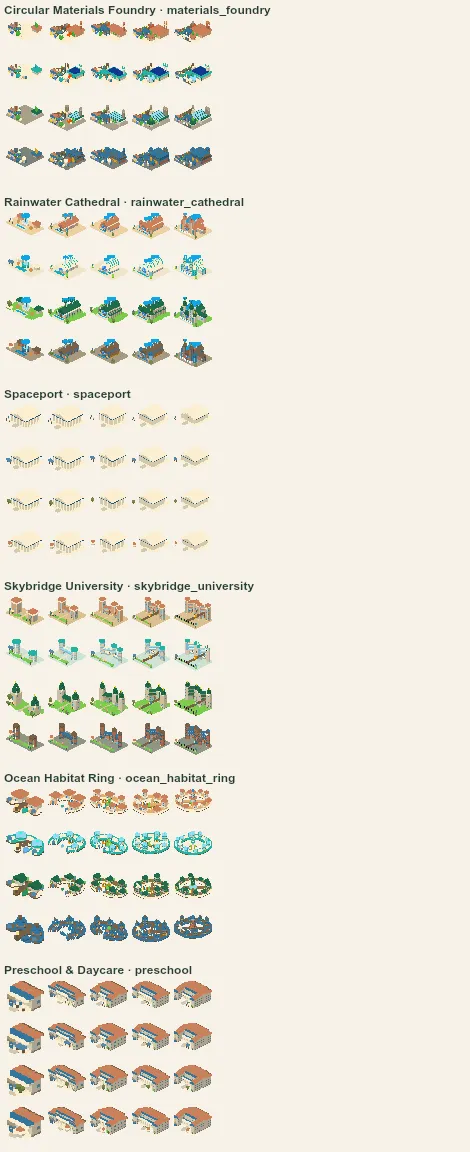 Circular Materials Foundry · materials_foundry
Rainwater Cathedral · rainwater_cathedral
Spaceport · spaceport
Skybridge University · skybridge_university
Ocean Habitat Ring · ocean_habitat_ring
Preschool & Daycare · preschool